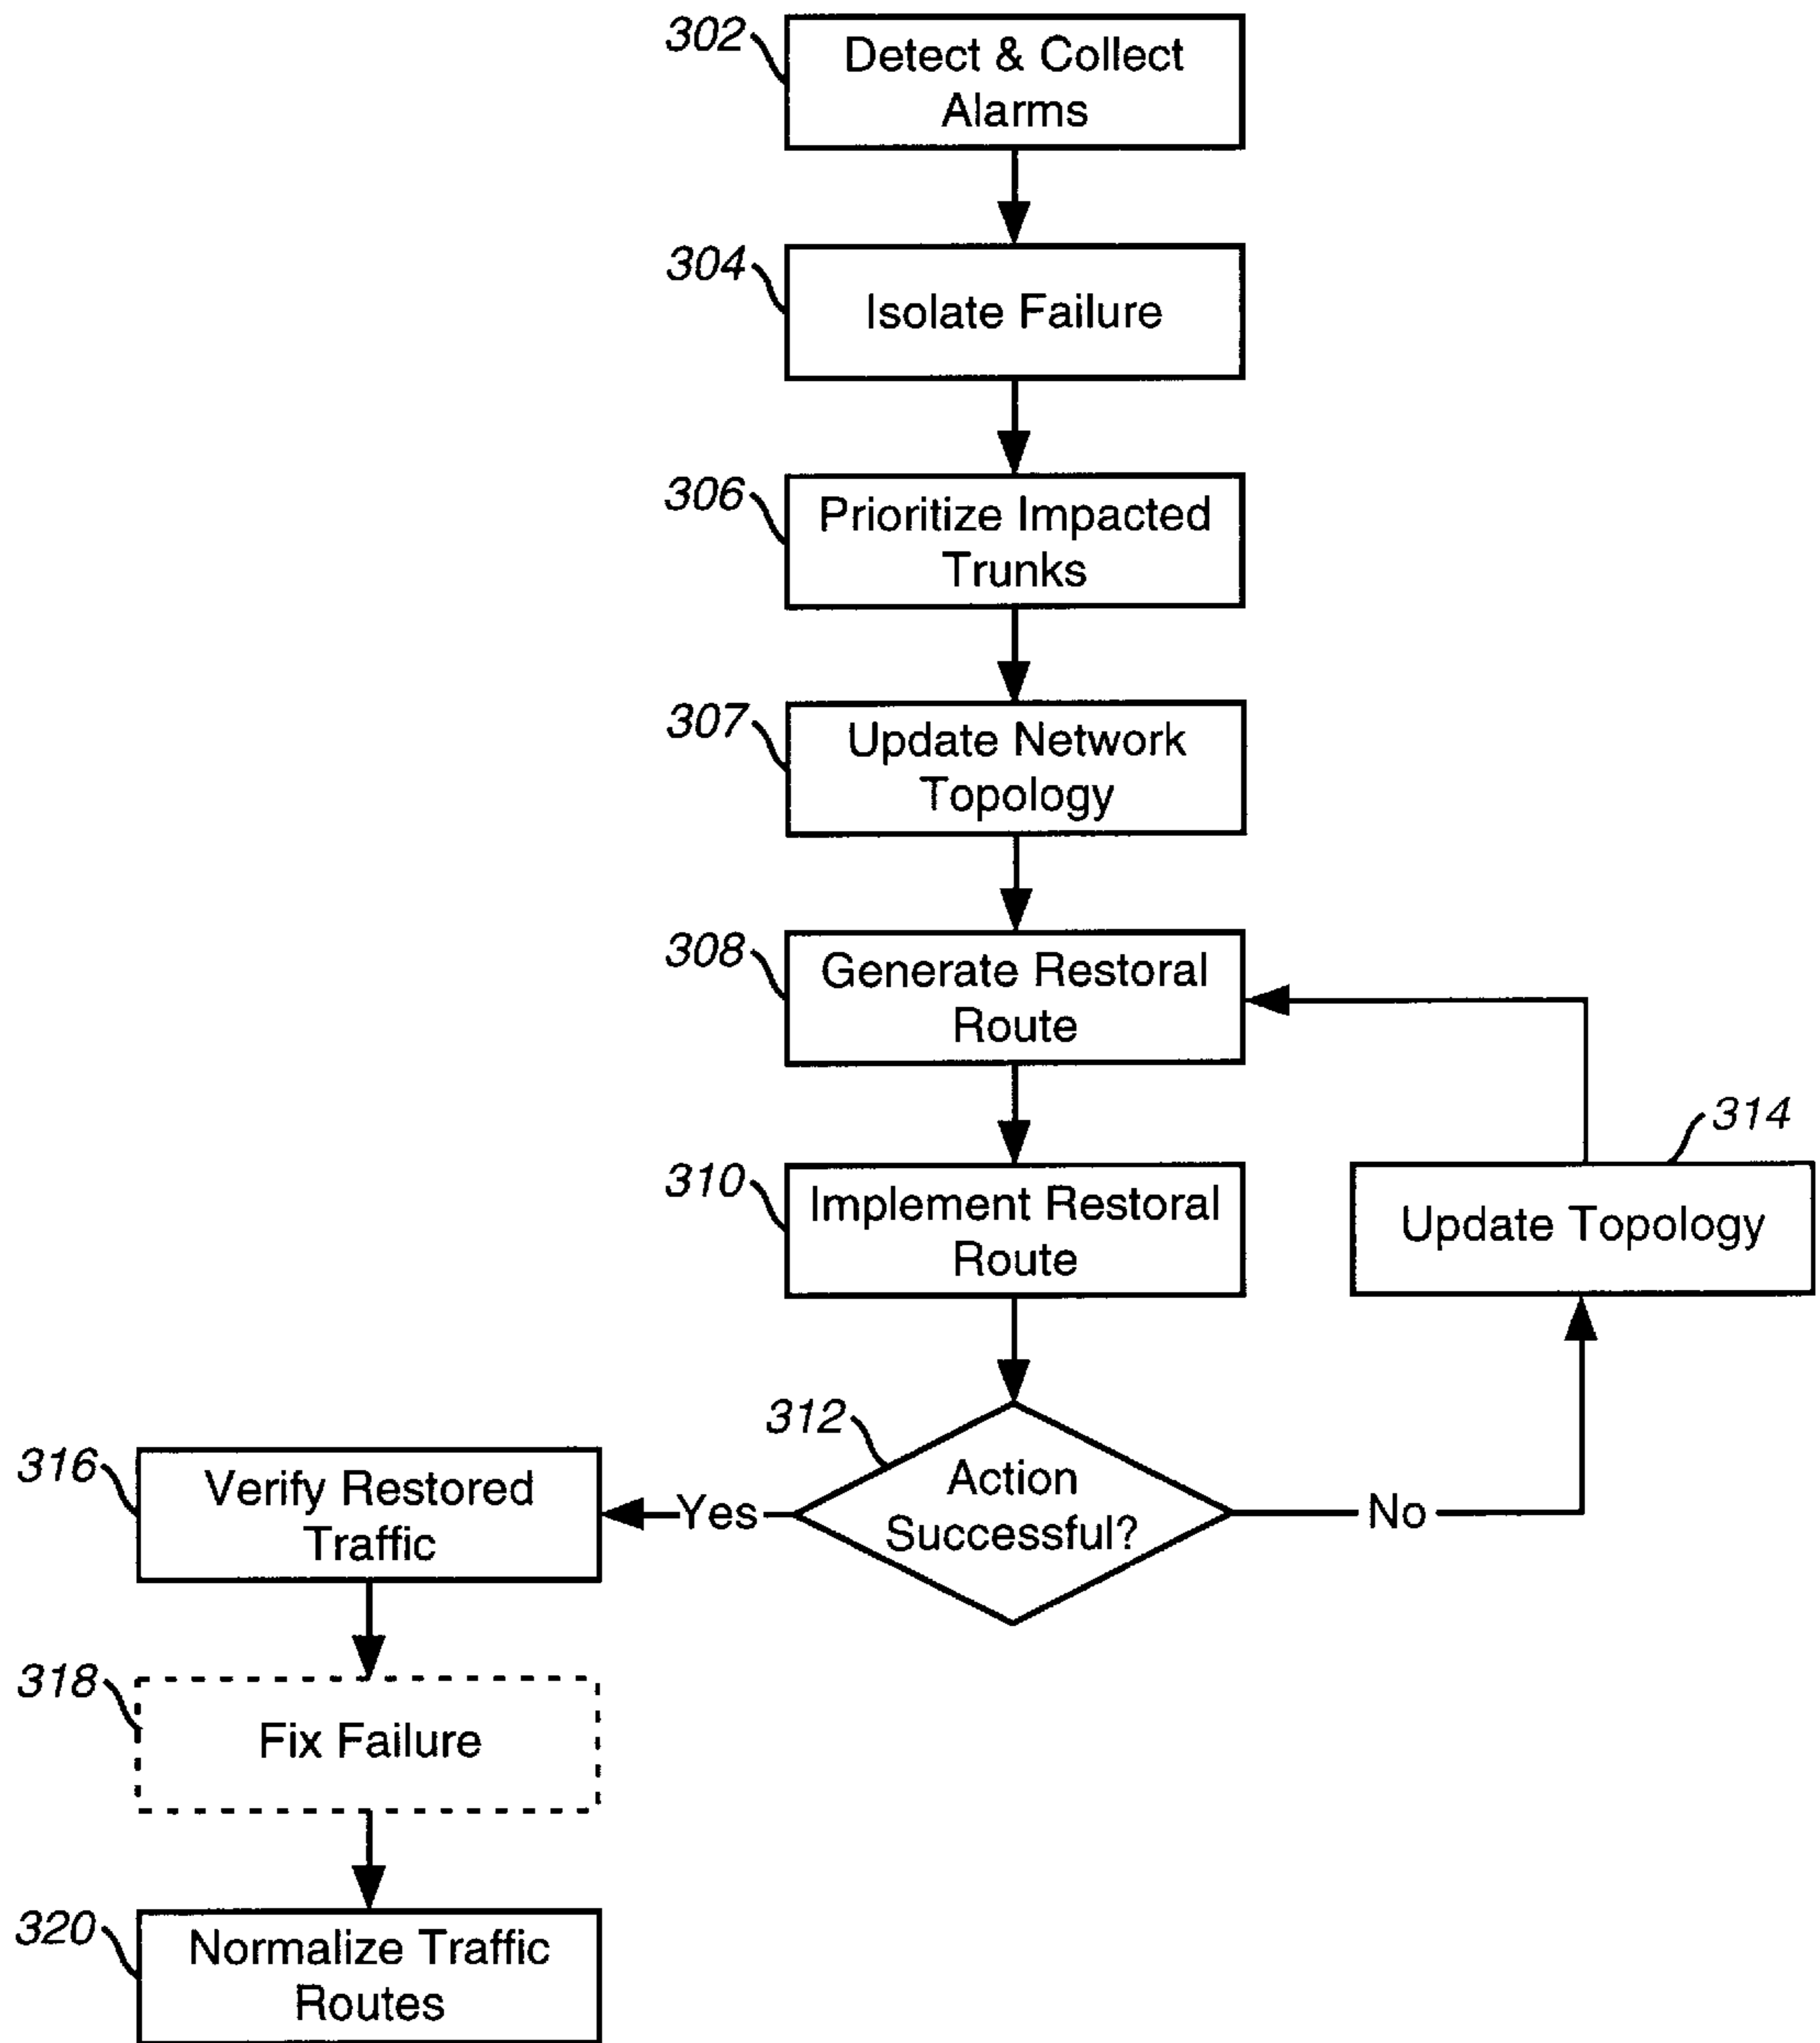 302
Detect & Collect
Alarms
304
Isolate Failure
306
Prioritize Impacted
Trunks
307
Update Network
Topology
308
Generate Restoral
Route
310
Implement Restoral
Route
314
Update Topology
312
Action
Successful?
Yes
No
316
Verify Restored
Traffic
318
Fix Failure
320
Normalize Traffic
Routes